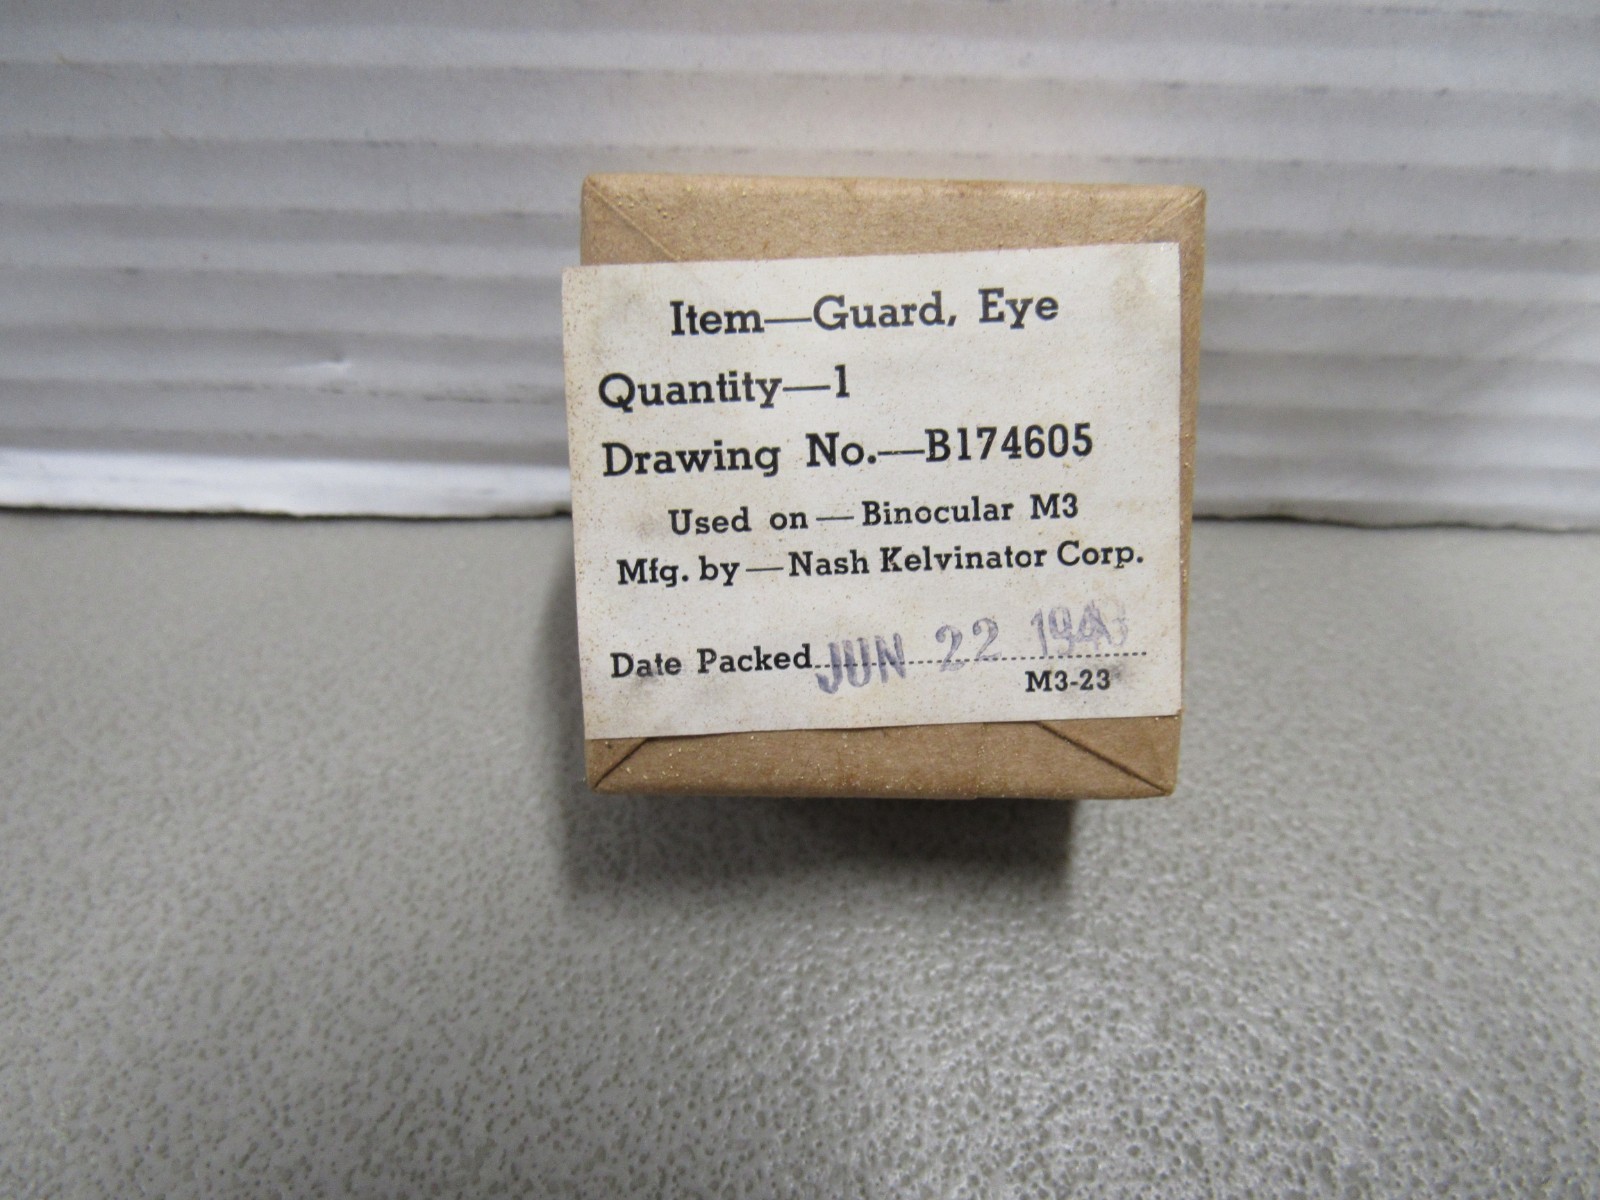 Item—Guard, Eye
Quantity—1
Drawing No.—B174605
Used on — Binocular M3
Mfg. by — Nash Kelvinator Corp.
Date Packed JUN 22
M3-23